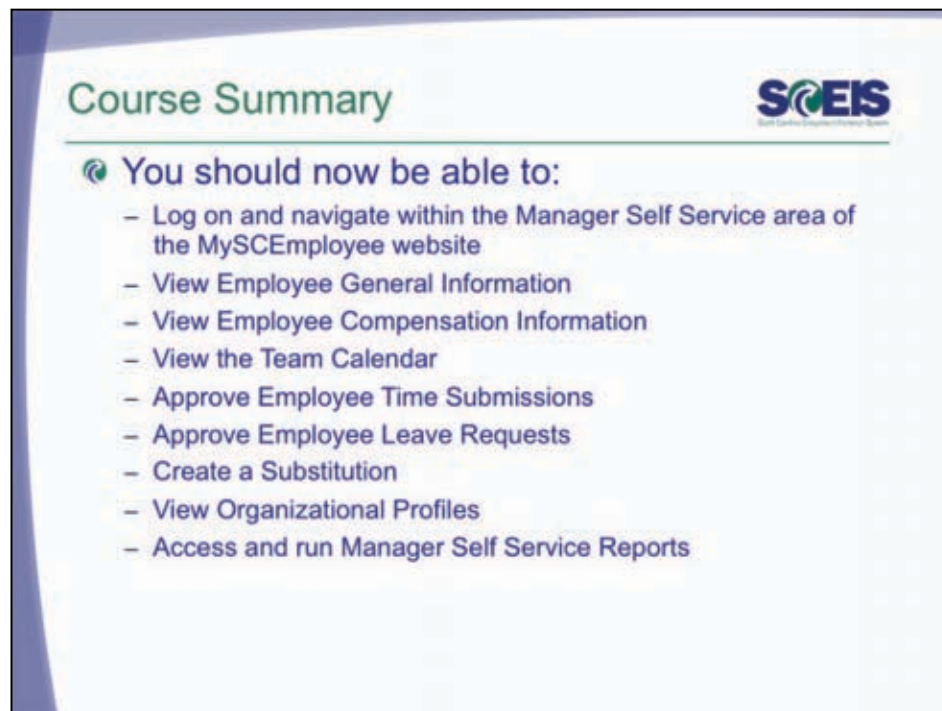 Course Summary
SCEIS
You should now be able to:
– Log on and navigate within the Manager Self Service area of
the MySCEmployee website
– View Employee General Information
– View Employee Compensation Information
– View the Team Calendar
– Approve Employee Time Submissions
– Approve Employee Leave Requests
– Create a Substitution
– View Organizational Profiles
– Access and run Manager Self Service Reports